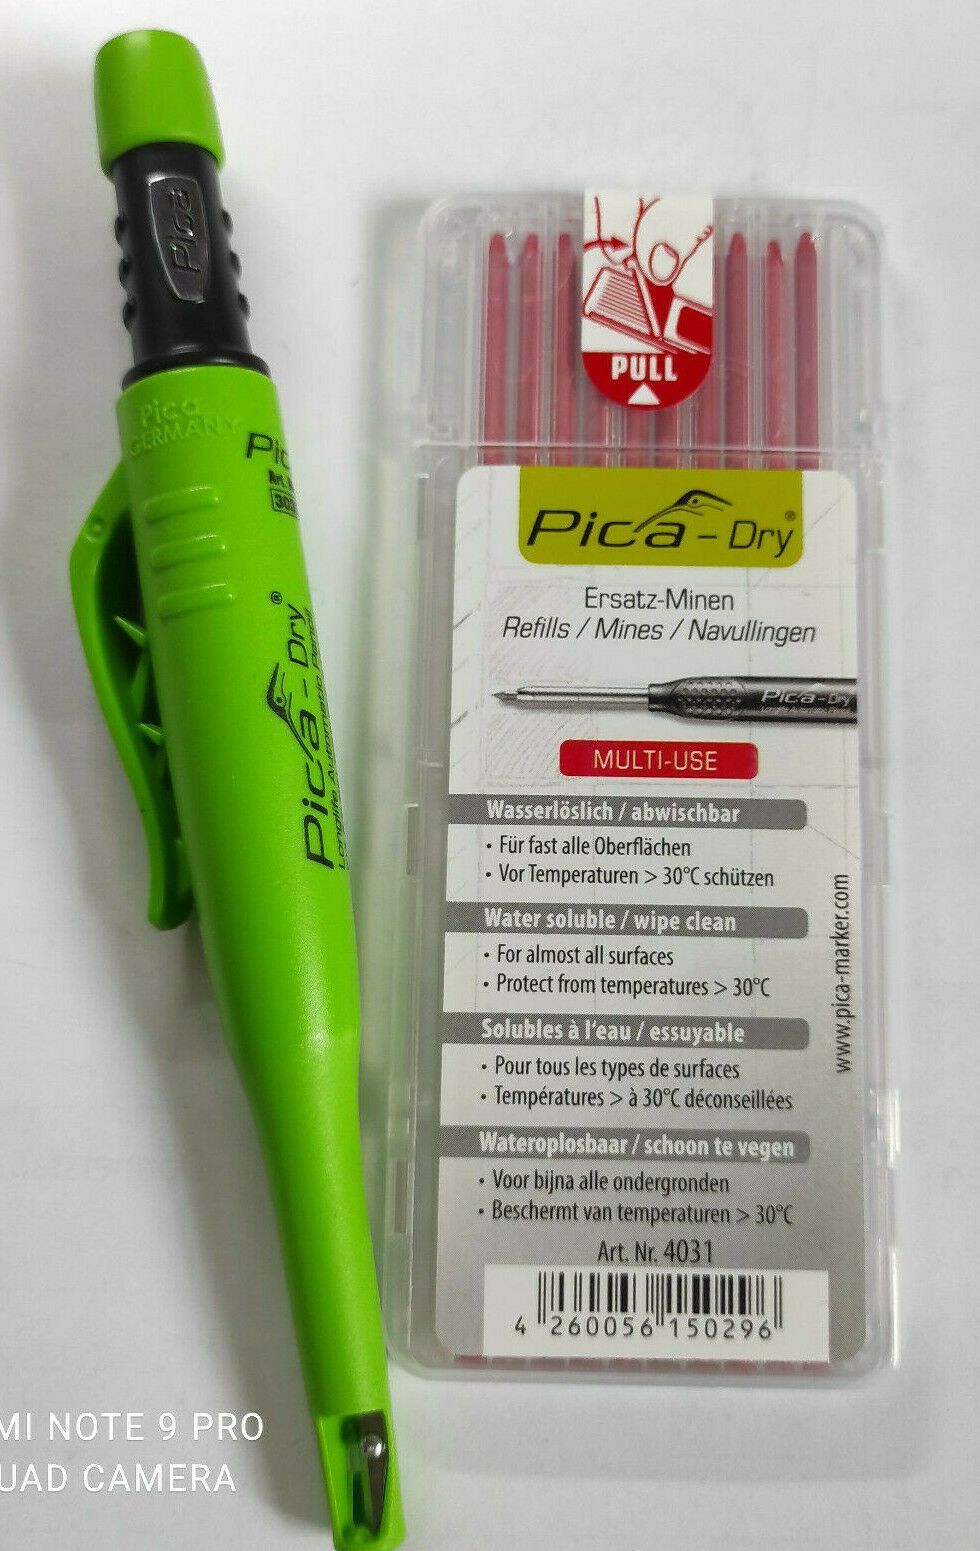 Pica
Pica
GERMANY
Pica-Dry®
Longlife Automatic Pencil
PULL
Pica-Dry®
Ersatz-Minen
Refills / Mines / Navullingen
Pica-Dry
MULTI-USE
Wasserlöslich / abwischbar
• Für fast alle Oberflächen
• Vor Temperaturen > 30°C schützen
Water soluble / wipe clean
• For almost all surfaces
• Protect from temperatures > 30°C
Solubles à l'eau / essuyable
• Pour tous les types de surfaces
• Températures > à 30°C déconseillées
Wateroplosbaar / schoon te vegen
• Voor bijna alle ondergronden
• Beschermt van temperaturen > 30°C
Art. Nr. 4031
4 260056 150296
www.pica-marker.com
MI NOTE 9 PRO
UAD CAMERA